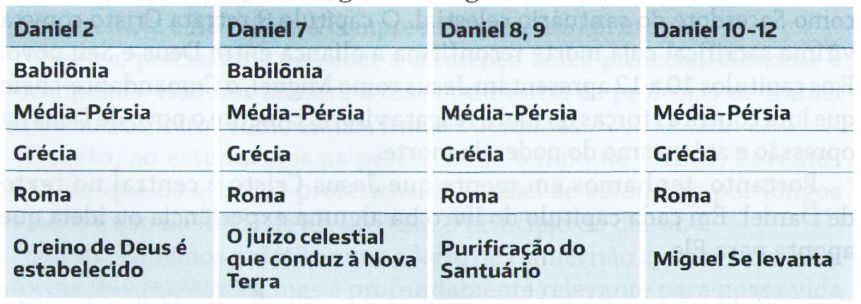 Daniel 2 Daniel 7 Daniel 8, 9 Daniel 10-12
Babilônia Babilônia
Média-Pérsia Média-Pérsia Média-Pérsia Média-Pérsia
Grécia Grécia Grécia Grécia
Roma Roma Roma Roma
O reino de Deus é estabelecido
O juízo celestial que conduz à Nova Terra
Purificação do Santuário
Miguel Se levanta